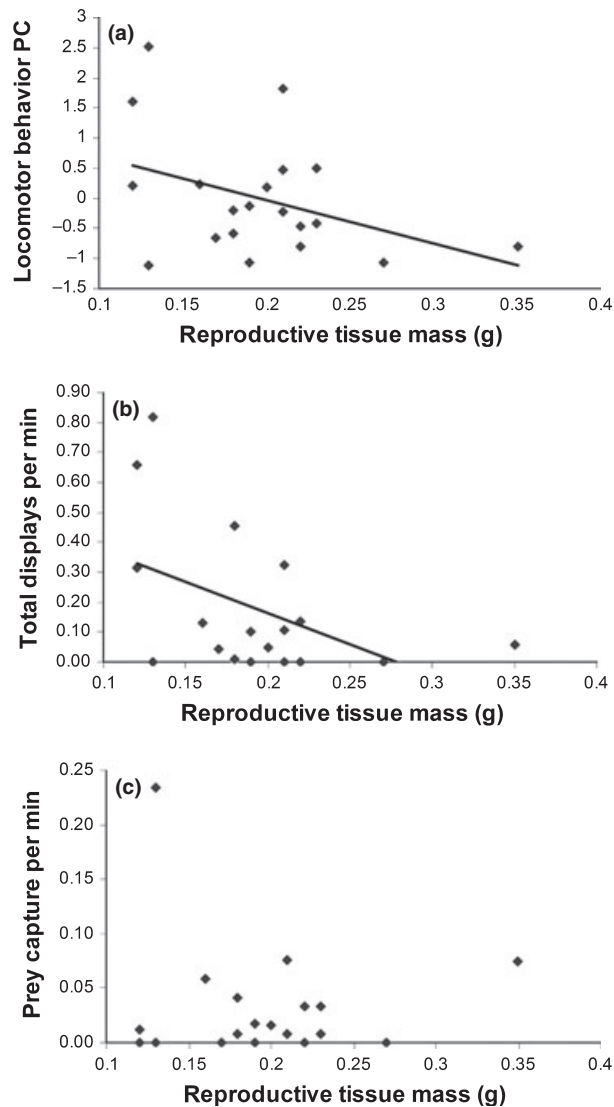 (a)
Locomotor behavior PC
3
2.5
2
1.5
1
0.5
0
–0.5
–1
–1.5
0.1 0.15 0.2 0.25 0.3 0.35 0.4
Reproductive tissue mass (g)
(b)
Total displays per min
0.90
0.80
0.70
0.60
0.50
0.40
0.30
0.20
0.10
0.00
0.1 0.15 0.2 0.25 0.3 0.35 0.4
Reproductive tissue mass (g)
(c)
Prey capture per min
0.25
0.20
0.15
0.10
0.05
0.00
0.1 0.15 0.2 0.25 0.3 0.35 0.4
Reproductive tissue mass (g)